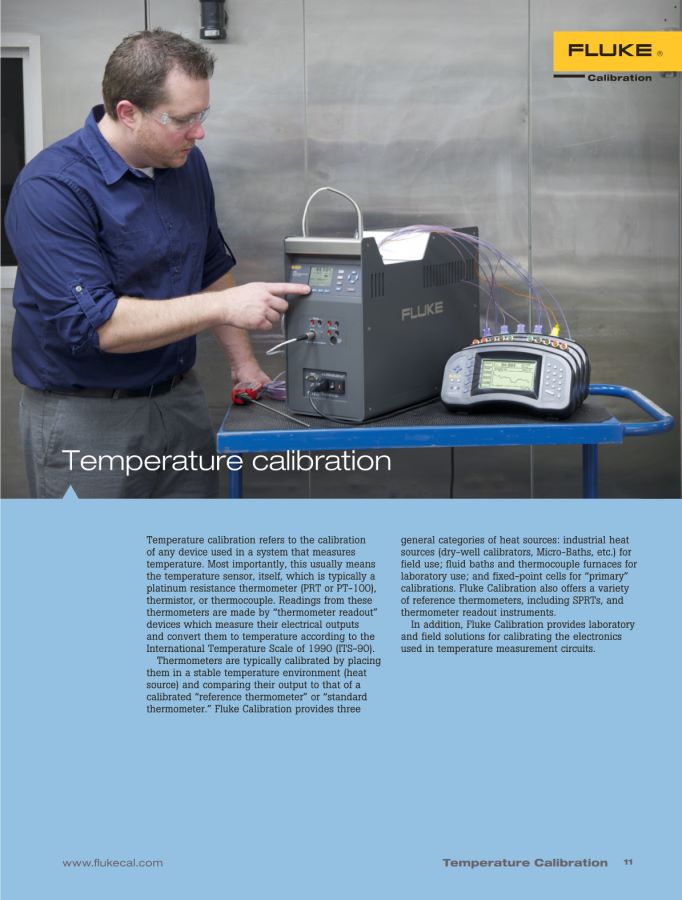 FLUKE ®
Calibration
FLUKE
Temperature calibration
Temperature calibration refers to the calibration
of any device used in a system that measures
temperature. Most importantly, this usually means
the temperature sensor, itself, which is typically a
platinum resistance thermometer (PRT or PT-100),
thermistor, or thermocouple. Readings from these
thermometers are made by “thermometer readout”
devices which measure their electrical outputs
and convert them to temperature according to the
International Temperature Scale of 1990 (ITS-90).
Thermometers are typically calibrated by placing
them in a stable temperature environment (heat
source) and comparing their output to that of a
calibrated “reference thermometer” or “standard
thermometer.” Fluke Calibration provides three
general categories of heat sources: industrial heat
sources (dry-well calibrators, Micro-Baths, etc.) for
field use; fluid baths and thermocouple furnaces for
laboratory use; and fixed-point cells for “primary”
calibrations. Fluke Calibration also offers a variety
of reference thermometers, including SPRTs, and
thermometer readout instruments.
In addition, Fluke Calibration provides laboratory
and field solutions for calibrating the electronics
used in temperature measurement circuits.
www.flukecal.com
Temperature Calibration 11